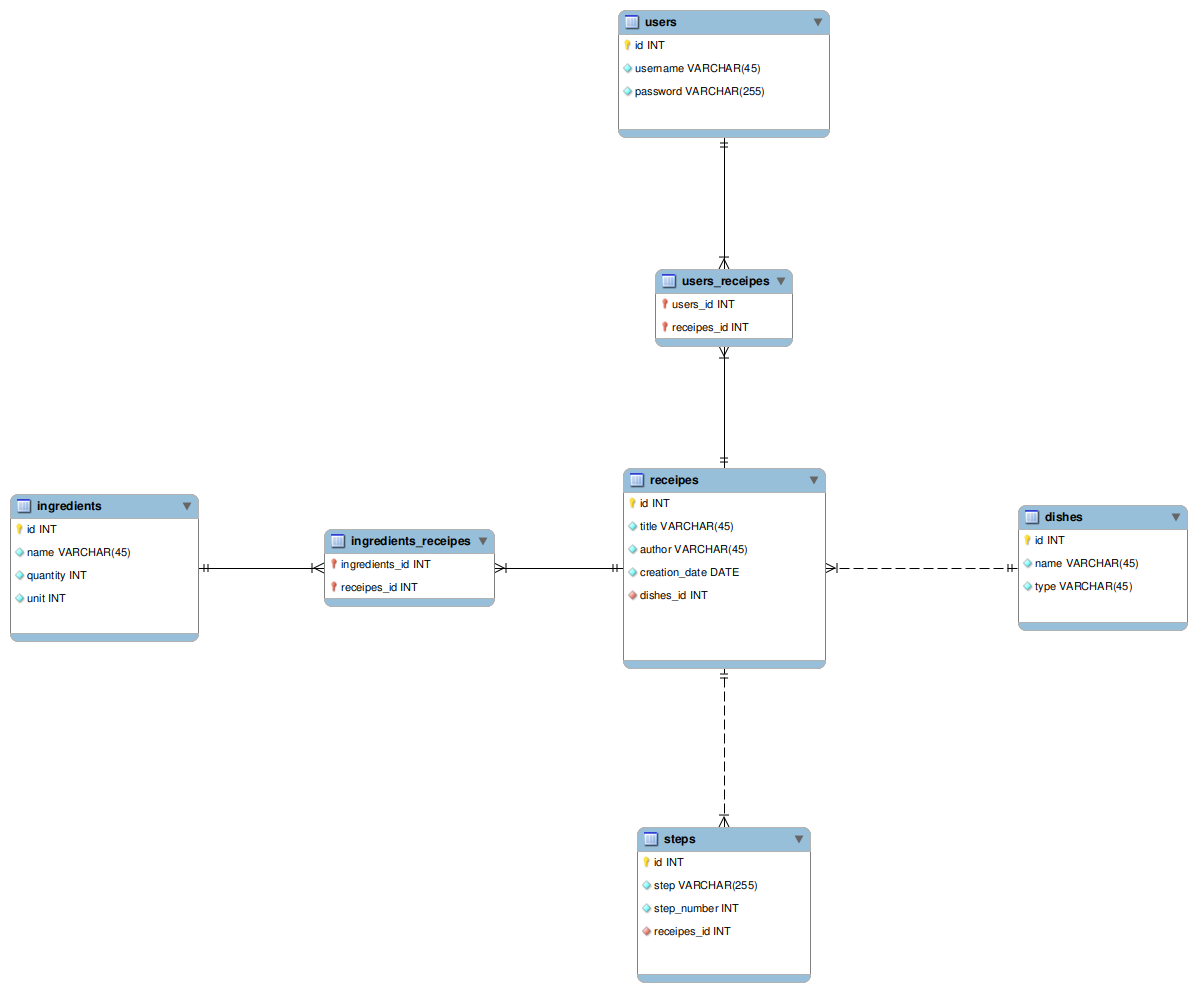 users
id INT
username VARCHAR(45)
password VARCHAR(255)
users_receipes
users_id INT
receipes_id INT
receipes
id INT
title VARCHAR(45)
author VARCHAR(45)
creation_date DATE
dishes_id INT
ingredients
id INT
name VARCHAR(45)
quantity INT
unit INT
ingredients_receipes
ingredients_id INT
receipes_id INT
dishes
id INT
name VARCHAR(45)
type VARCHAR(45)
steps
id INT
step VARCHAR(255)
step_number INT
receipes_id INT